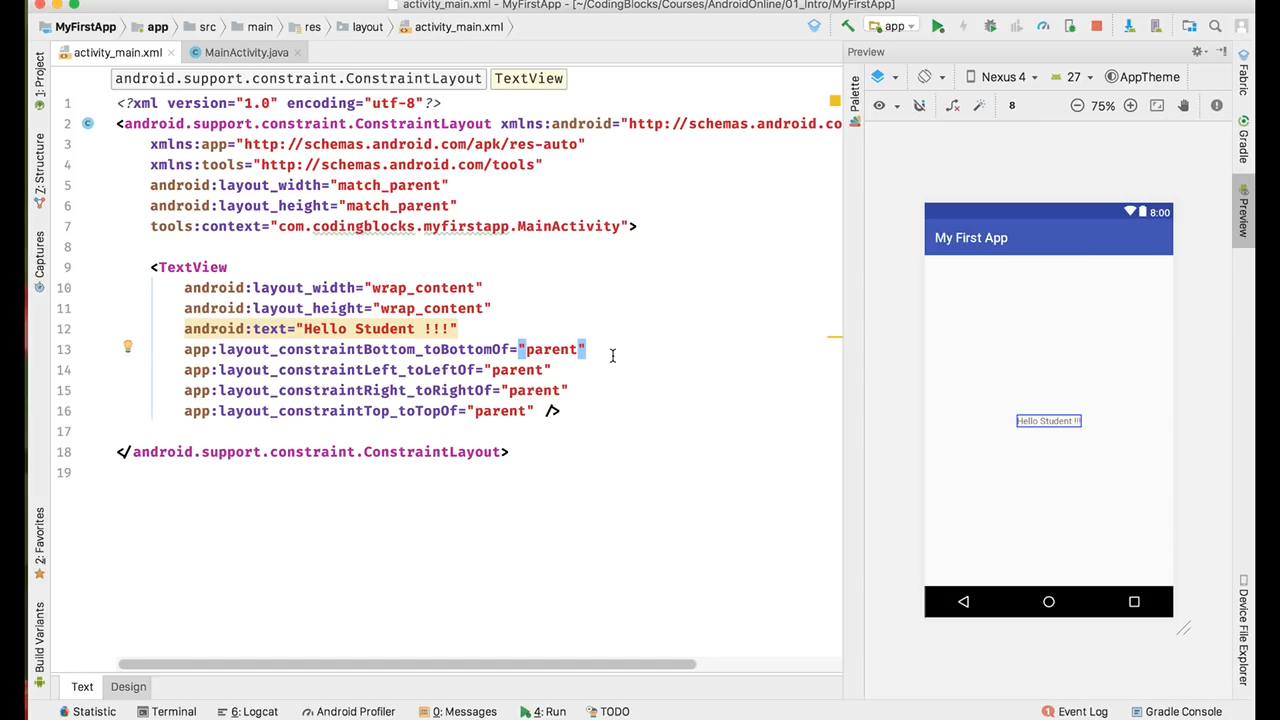 activity_main.xml - MyFirstApp - [~/CodingBlocks/Courses/AndroidOnline/01_Intro/MyFirstApp]
MyFirstApp app src main res layout activity_main.xml app
activity_main.xml MainActivity.java Preview
android.support.constraint.ConstraintLayout TextView
Nexus 4 27 AppTheme
8 75%
1 <?xml version="1.0" encoding="utf-8"?>
2 <android.support.constraint.ConstraintLayout xmlns:android="http://schemas.android.co
3 xmlns:app="http://schemas.android.com/apk/res-auto"
4 xmlns:tools="http://schemas.android.com/tools"
5 android:layout_width="match_parent"
6 android:layout_height="match_parent"
7 tools:context="com.codingblocks.myfirstapp.MainActivity">
8
9 <TextView
10 android:layout_width="wrap_content"
11 android:layout_height="wrap_content"
12 android:text="Hello Student !!!"
13 app:layout_constraintBottom_toBottomOf="parent"
14 app:layout_constraintLeft_toLeftOf="parent"
15 app:layout_constraintRight_toRightOf="parent"
16 app:layout_constraintTop_toTopOf="parent" />
17
18 </android.support.constraint.ConstraintLayout>
19
8:00
My First App
Hello Student !!!
1: Project
Z: Structure
Captures
2: Favorites
Build Variants
Palette
Fabric
Gradle
Preview
Device File Explorer
Text Design
Statistic Terminal 6: Logcat Android Profiler 0: Messages 4: Run TODO Event Log Gradle Console